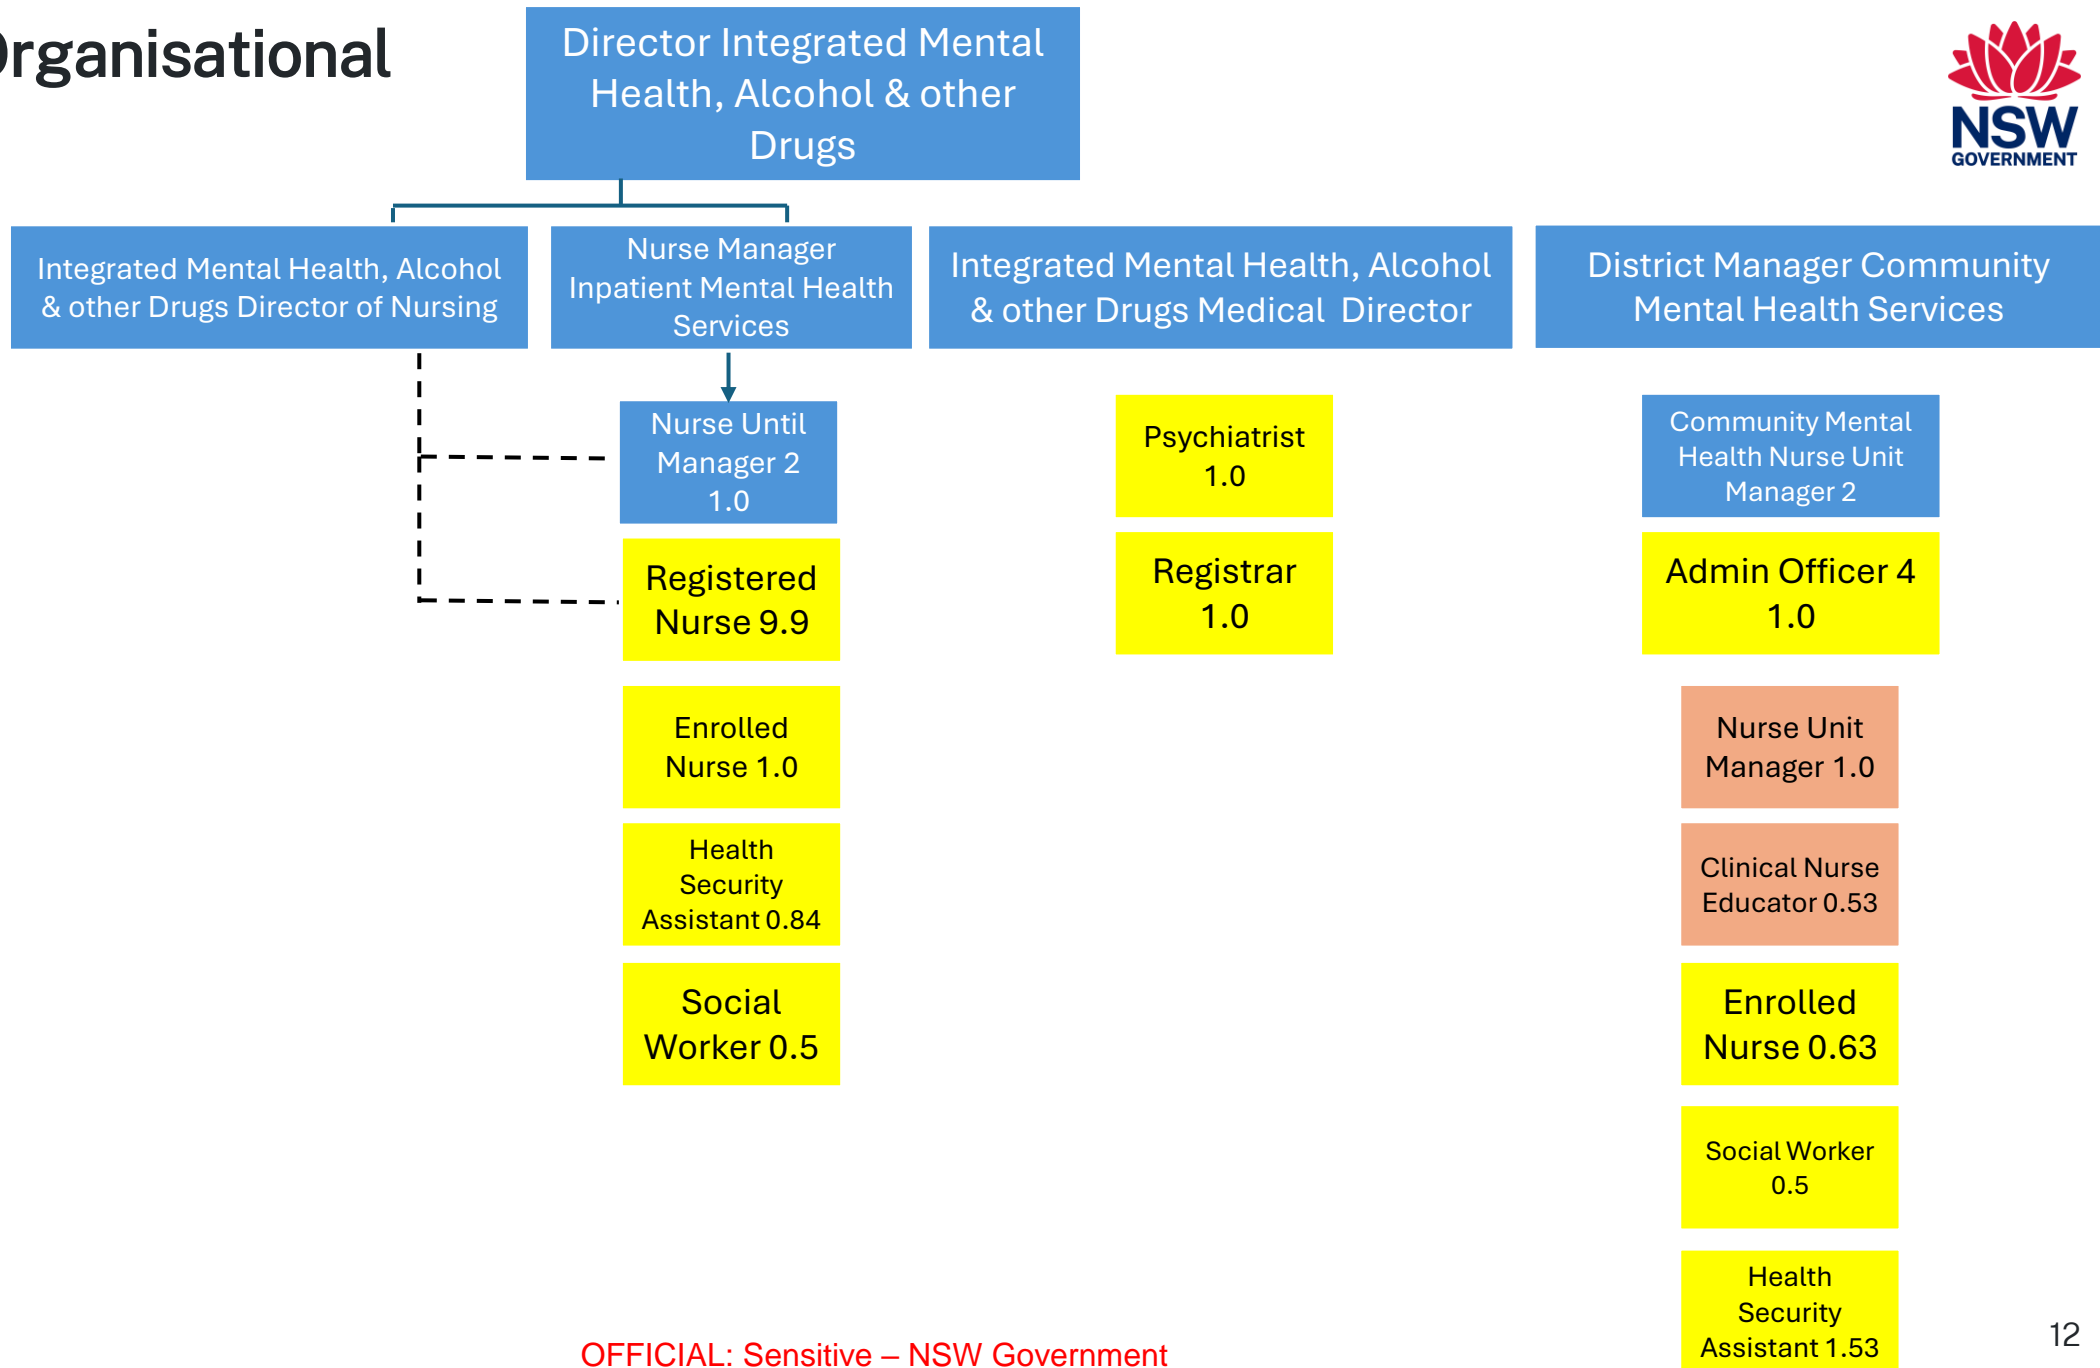 Organisational
Director Integrated Mental
Health, Alcohol & other
Drugs
NSW
GOVERNMENT
Integrated Mental Health, Alcohol
& other Drugs Director of Nursing
Nurse Manager
Inpatient Mental Health
Services
Integrated Mental Health, Alcohol
& other Drugs Medical Director
District Manager Community
Mental Health Services
Nurse Until
Manager 2
1.0
Psychiatrist
1.0
Community Mental
Health Nurse Unit
Manager 2
Registered
Nurse 9.9
Registrar
1.0
Admin Officer 4
1.0
Enrolled
Nurse 1.0
Nurse Unit
Manager 1.0
Health
Security
Assistant 0.84
Clinical Nurse
Educator 0.53
Social
Worker 0.5
Enrolled
Nurse 0.63
Social Worker
0.5
Health
Security
Assistant 1.53
OFFICIAL: Sensitive – NSW Government
12